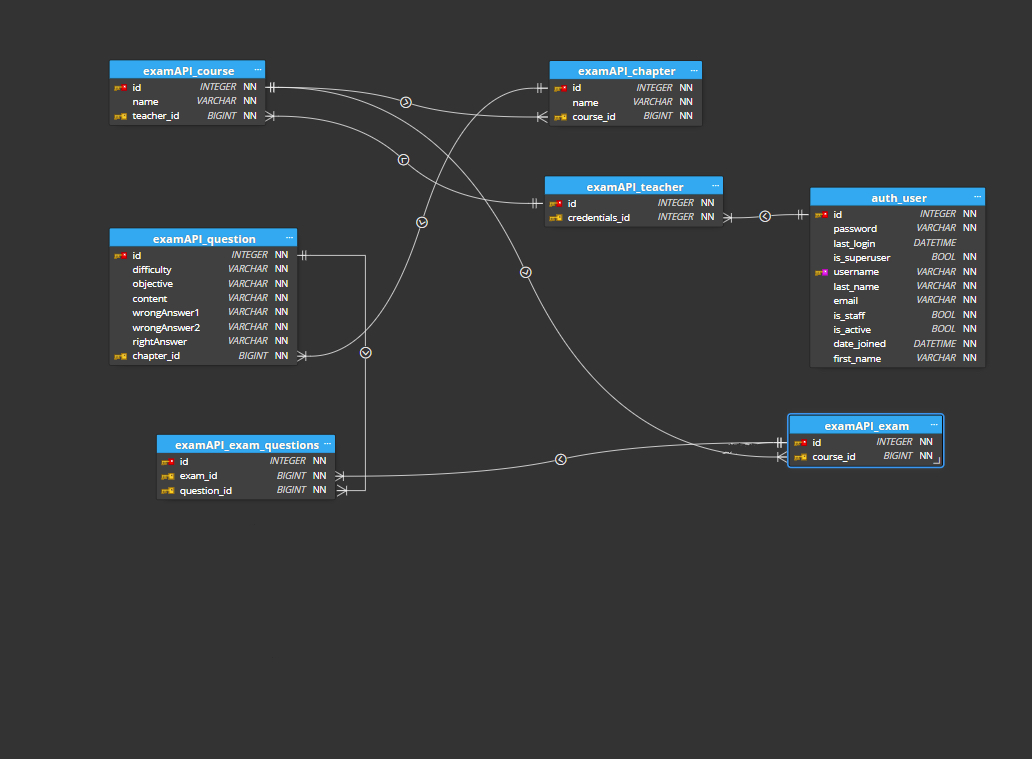 examAPI_course ...
id INTEGER NN
name VARCHAR NN
teacher_id BIGINT NN
examAPI_chapter ...
id INTEGER NN
name VARCHAR NN
course_id BIGINT NN
examAPI_teacher ...
id INTEGER NN
credentials_id INTEGER NN
auth_user ...
id INTEGER NN
password VARCHAR NN
last_login DATETIME
is_superuser BOOL NN
username VARCHAR NN
last_name VARCHAR NN
email VARCHAR NN
is_staff BOOL NN
is_active BOOL NN
date_joined DATETIME NN
first_name VARCHAR NN
examAPI_question ...
id INTEGER NN
difficulty VARCHAR NN
objective VARCHAR NN
content VARCHAR NN
wrongAnswer1 VARCHAR NN
wrongAnswer2 VARCHAR NN
rightAnswer VARCHAR NN
chapter_id BIGINT NN
examAPI_exam ...
id INTEGER NN
course_id BIGINT NN
examAPI_exam_questions ...
id INTEGER NN
exam_id BIGINT NN
question_id BIGINT NN